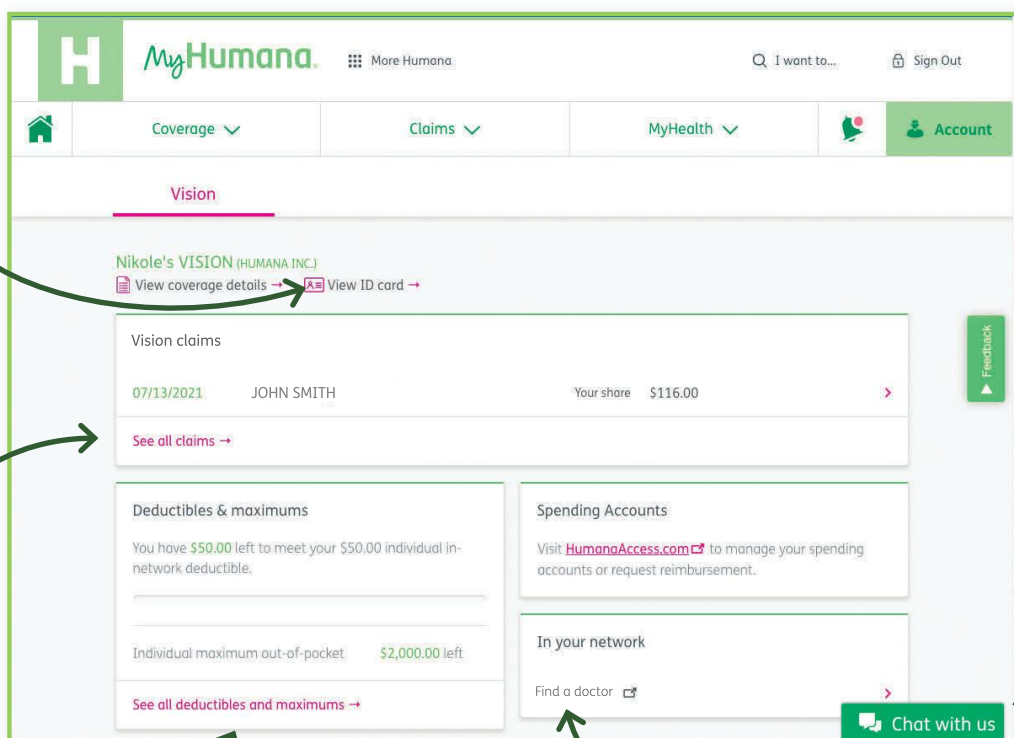 H
MyHumana.
More Humana
I want to...
Sign Out
Coverage
Claims
MyHealth
Account
Vision
Nikole's VISION (HUMANA INC.)
View coverage details → View ID card →
Vision claims
07/13/2021 JOHN SMITH Your share $116.00
See all claims →
Feedback
Deductibles & maximums
You have $50.00 left to meet your $50.00 individual in-
network deductible.
Individual maximum out-of-pocket $2,000.00 left
See all deductibles and maximums →
Spending Accounts
Visit HumanaAccess.com to manage your spending
accounts or request reimbursement.
In your network
Find a doctor
Chat with us